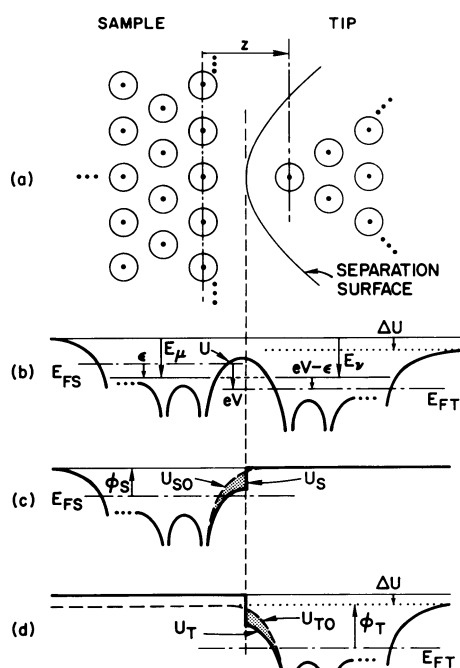 SAMPLE TIP
z
(a)
SEPARATION
SURFACE
(b) E_FS ϵ E_μ U eV eV-ϵ E_ν ΔU E_FT
(c) E_FS ϕ_S U_SO U_S
(d) U_T U_TO ϕ_T ΔU E_FT